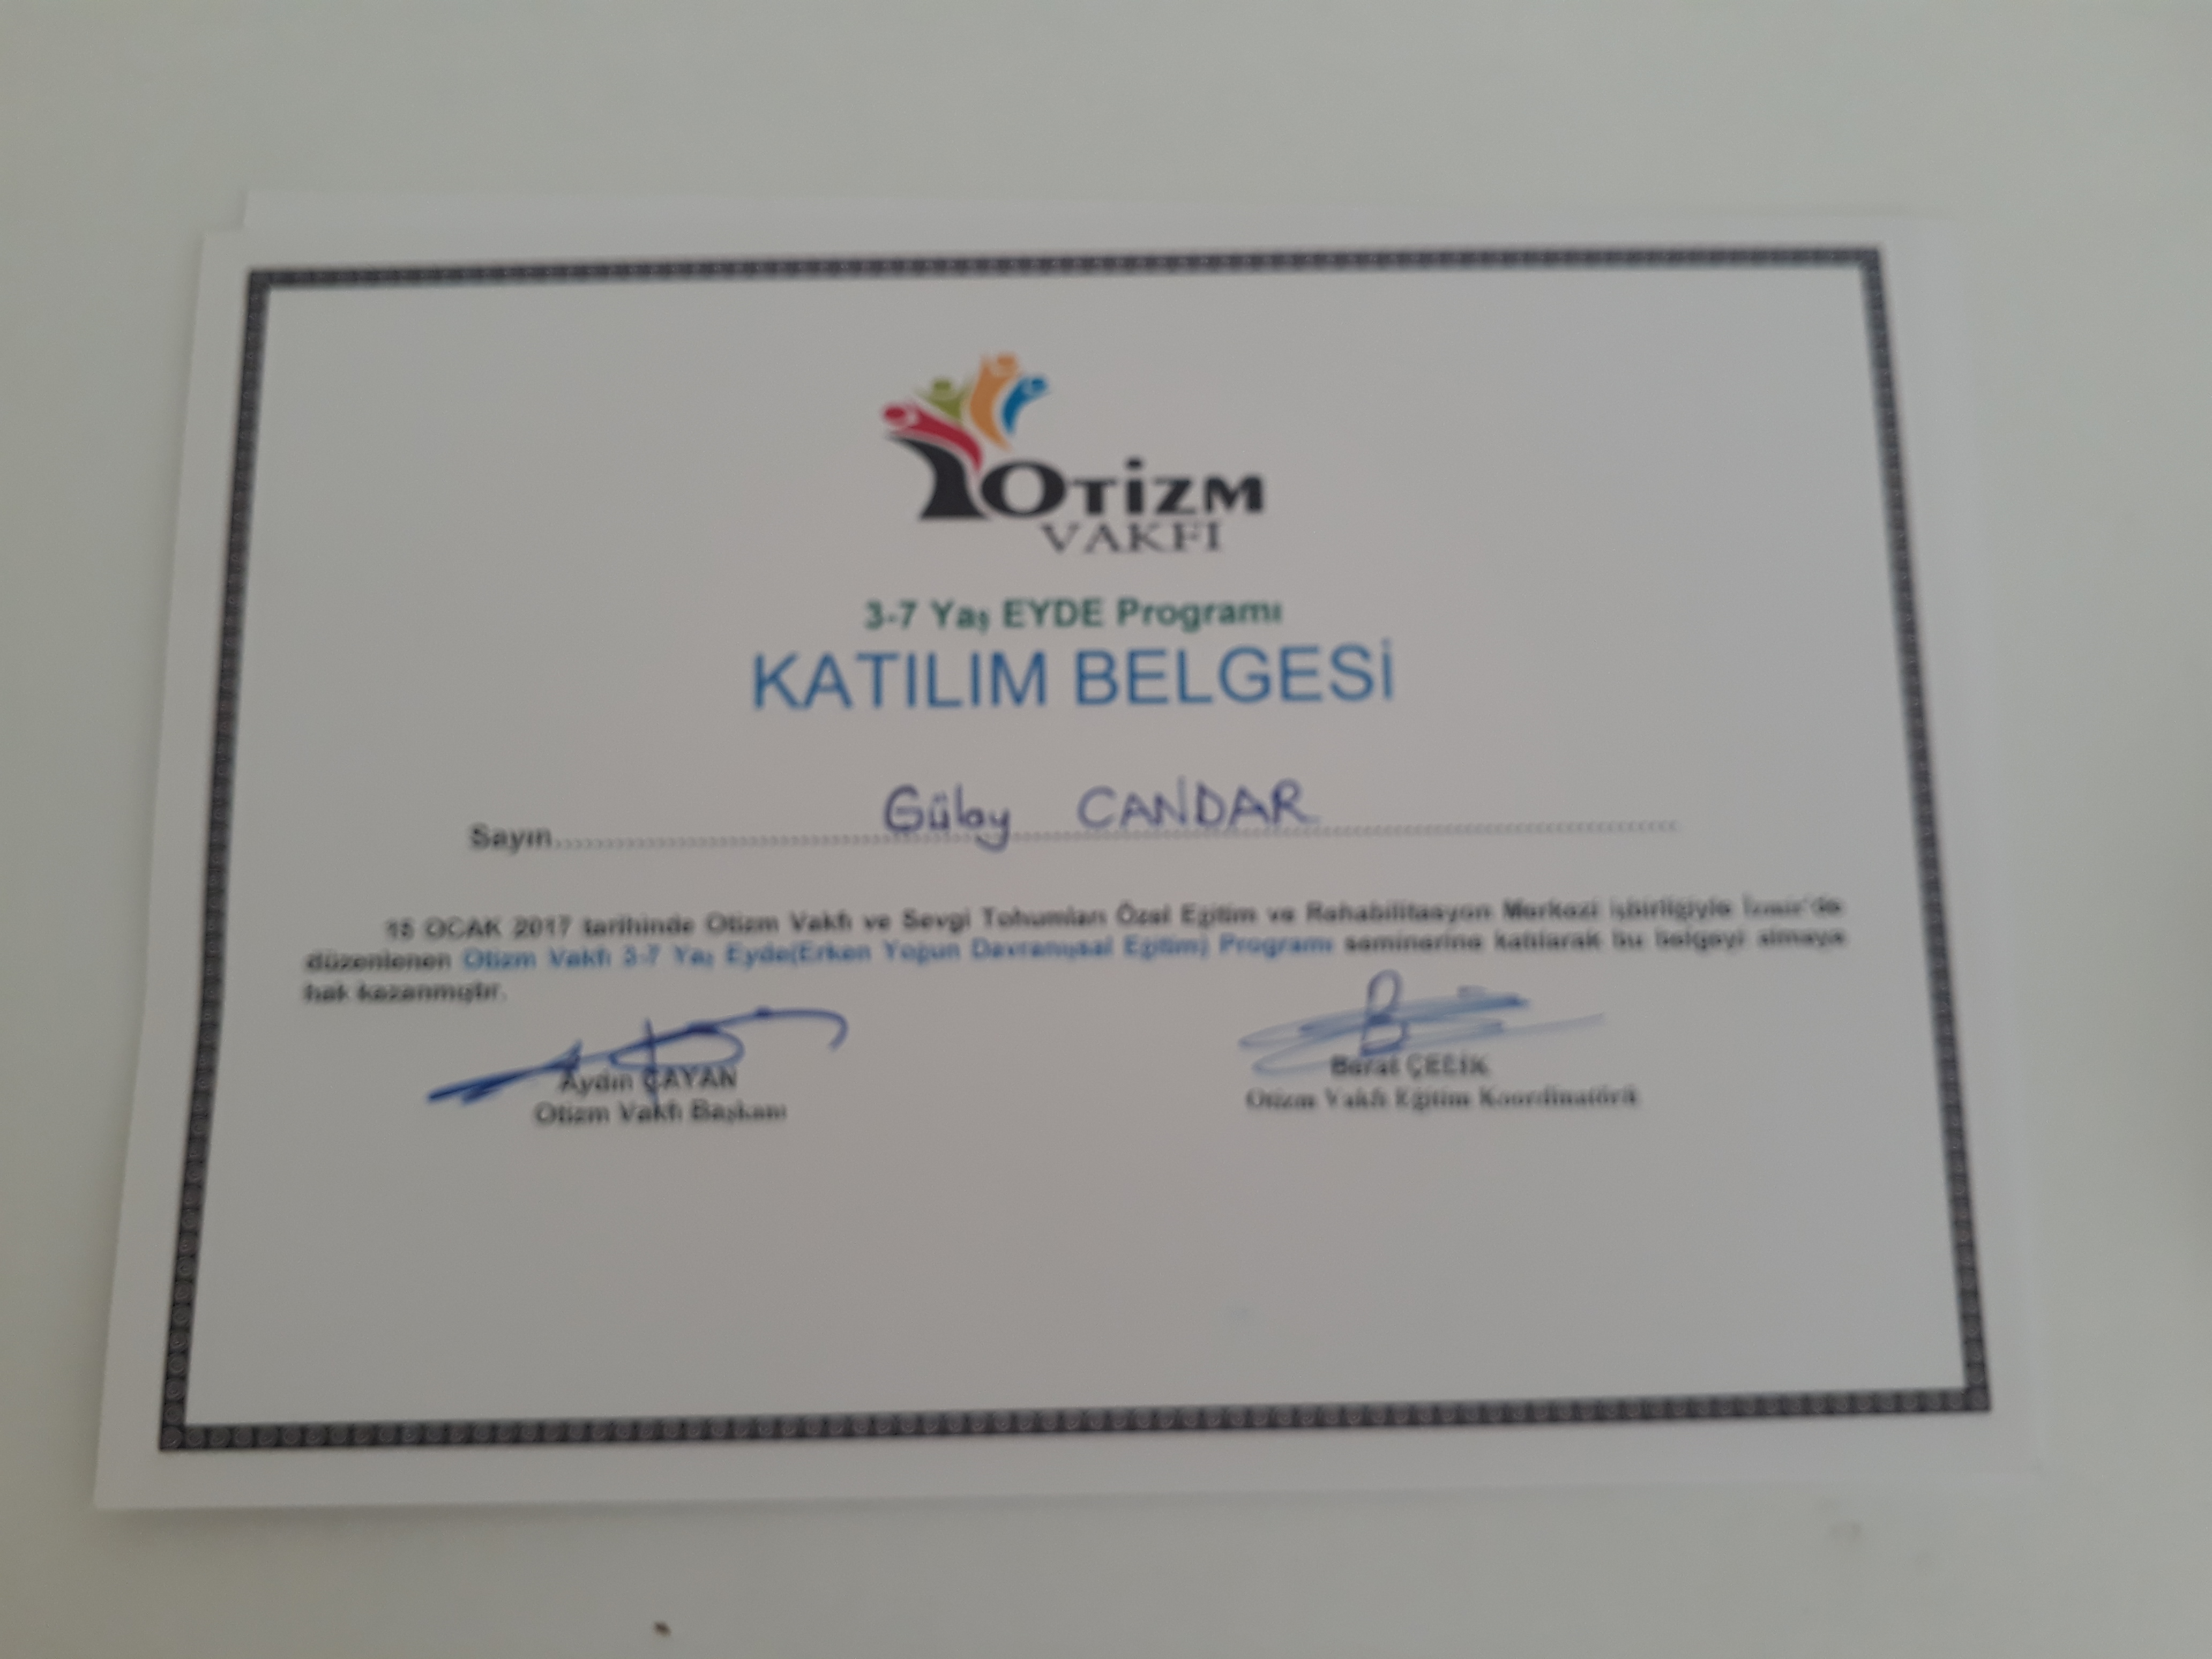 OTİZM
VAKFI
3-7 Yaş EYDE Programı
KATILIM BELGESİ
Sayın Gülay CANDAR
15 OCAK 2017 tarihinde Otizm Vakfı ve Sevgi Tohumları Özel Eğitim ve Rehabilitasyon Merkezi işbirliğiyle İzmir'de
düzenlenen Otizm Vakfı 3-7 Yaş Eyde(Erken Yoğun Davranışsal Eğitim) Programı seminerine katılarak bu belgeyi almaya
hak kazanmıştır.
Aydın ÇAYAN
Otizm Vakfı Başkanı
Berat ÇELİK
Otizm Vakfı Eğitim Koordinatörü